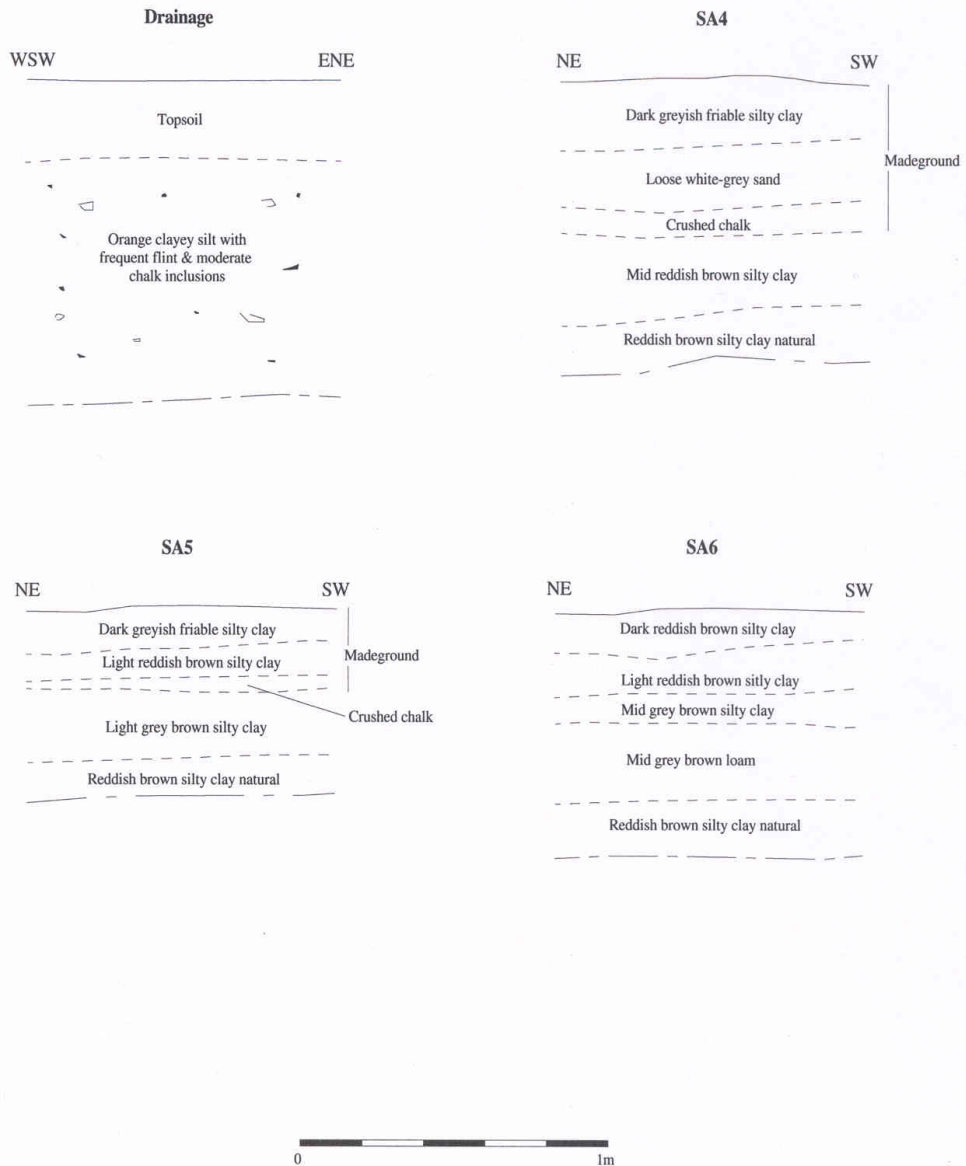 Drainage
WSW ENE
Topsoil
Orange clayey silt with
frequent flint & moderate
chalk inclusions
SA4
NE SW
Dark greyish friable silty clay
Madeground
Loose white-grey sand
Crushed chalk
Mid reddish brown silty clay
Reddish brown silty clay natural
SA5
NE SW
Dark greyish friable silty clay
Madeground
Light reddish brown silty clay
Crushed chalk
Light grey brown silty clay
Reddish brown silty clay natural
SA6
NE SW
Dark reddish brown silty clay
Light reddish brown sitly clay
Mid grey brown silty clay
Mid grey brown loam
Reddish brown silty clay natural
0 1m